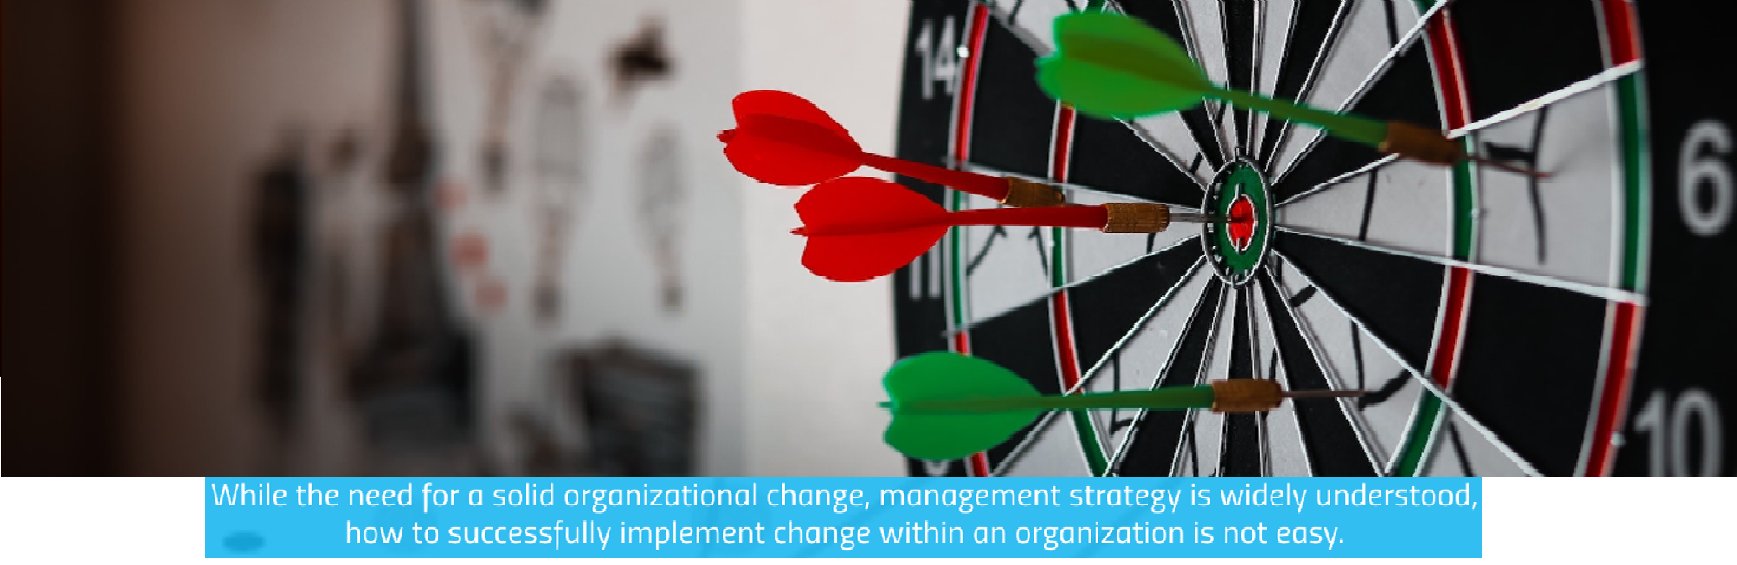 14
6
11
10
While the need for a solid organizational change, management strategy is widely understood,
how to successfully implement change within an organization is not easy.